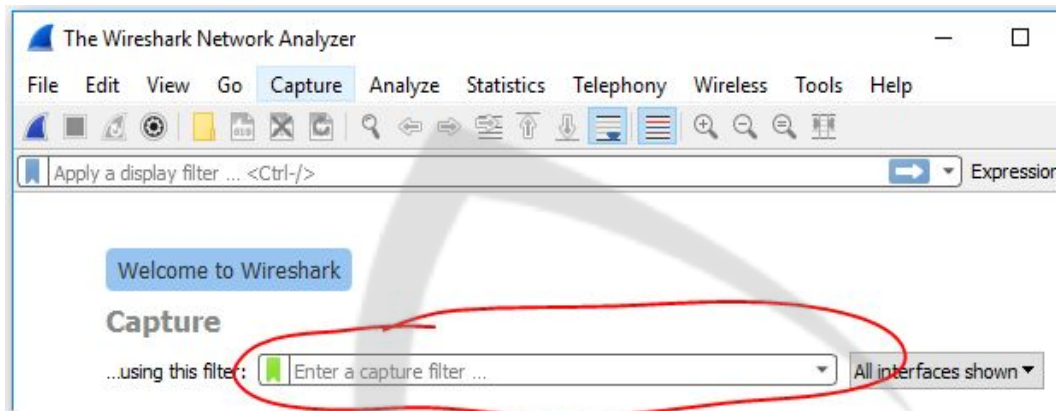 The Wireshark Network Analyzer
File Edit View Go Capture Analyze Statistics Telephony Wireless Tools Help
Apply a display filter ... <Ctrl-/>
Expression
Welcome to Wireshark
Capture
...using this filter: Enter a capture filter ... All interfaces shown